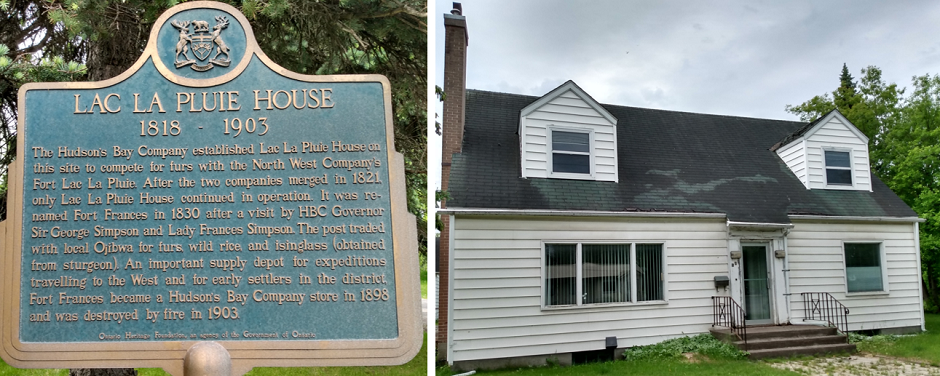 LAC LA PLUIE HOUSE
1818 - 1903
The Hudson's Bay Company established Lac La Pluie House on
this site to compete for furs with the North West Company's
Fort Lac La Pluie. After the two companies merged in 1821,
only Lac La Pluie House continued in operation. It was re-
named Fort Frances in 1830 after a visit by HBC Governor
Sir George Simpson and Lady Frances Simpson. The post traded
with local Ojibwa for furs, wild rice, and isinglass (obtained
from sturgeon). An important supply depot for expeditions
travelling to the West and for early settlers in the district,
Fort Frances became a Hudson's Bay Company store in 1898
and was destroyed by fire in 1903.
Ontario Heritage Foundation, an agency of the Government of Ontario